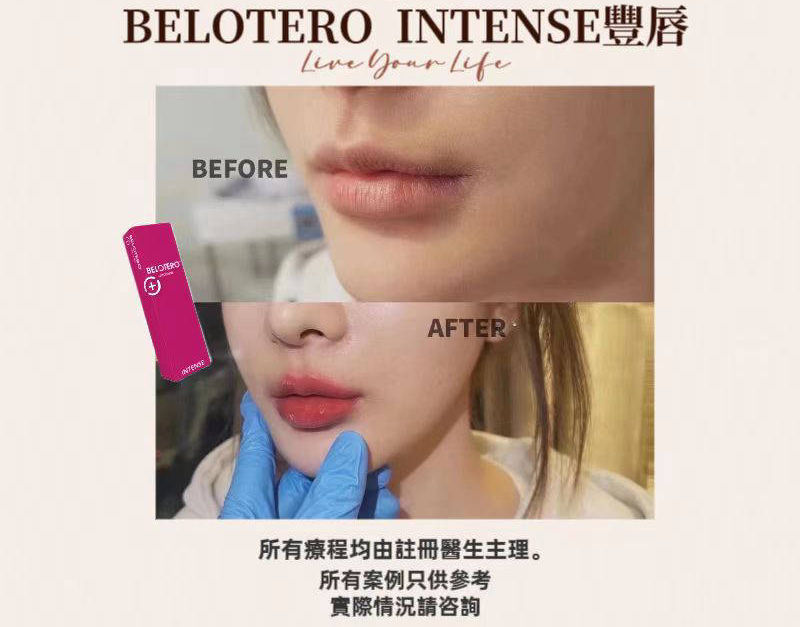 BELOTERO INTENSE豐唇
Live Your Life
BEFORE
BELOTERO
BELOTERO
INTENSE
AFTER
所有療程均由註冊醫生主理。
所有案例只供參考
實際情況請咨詢